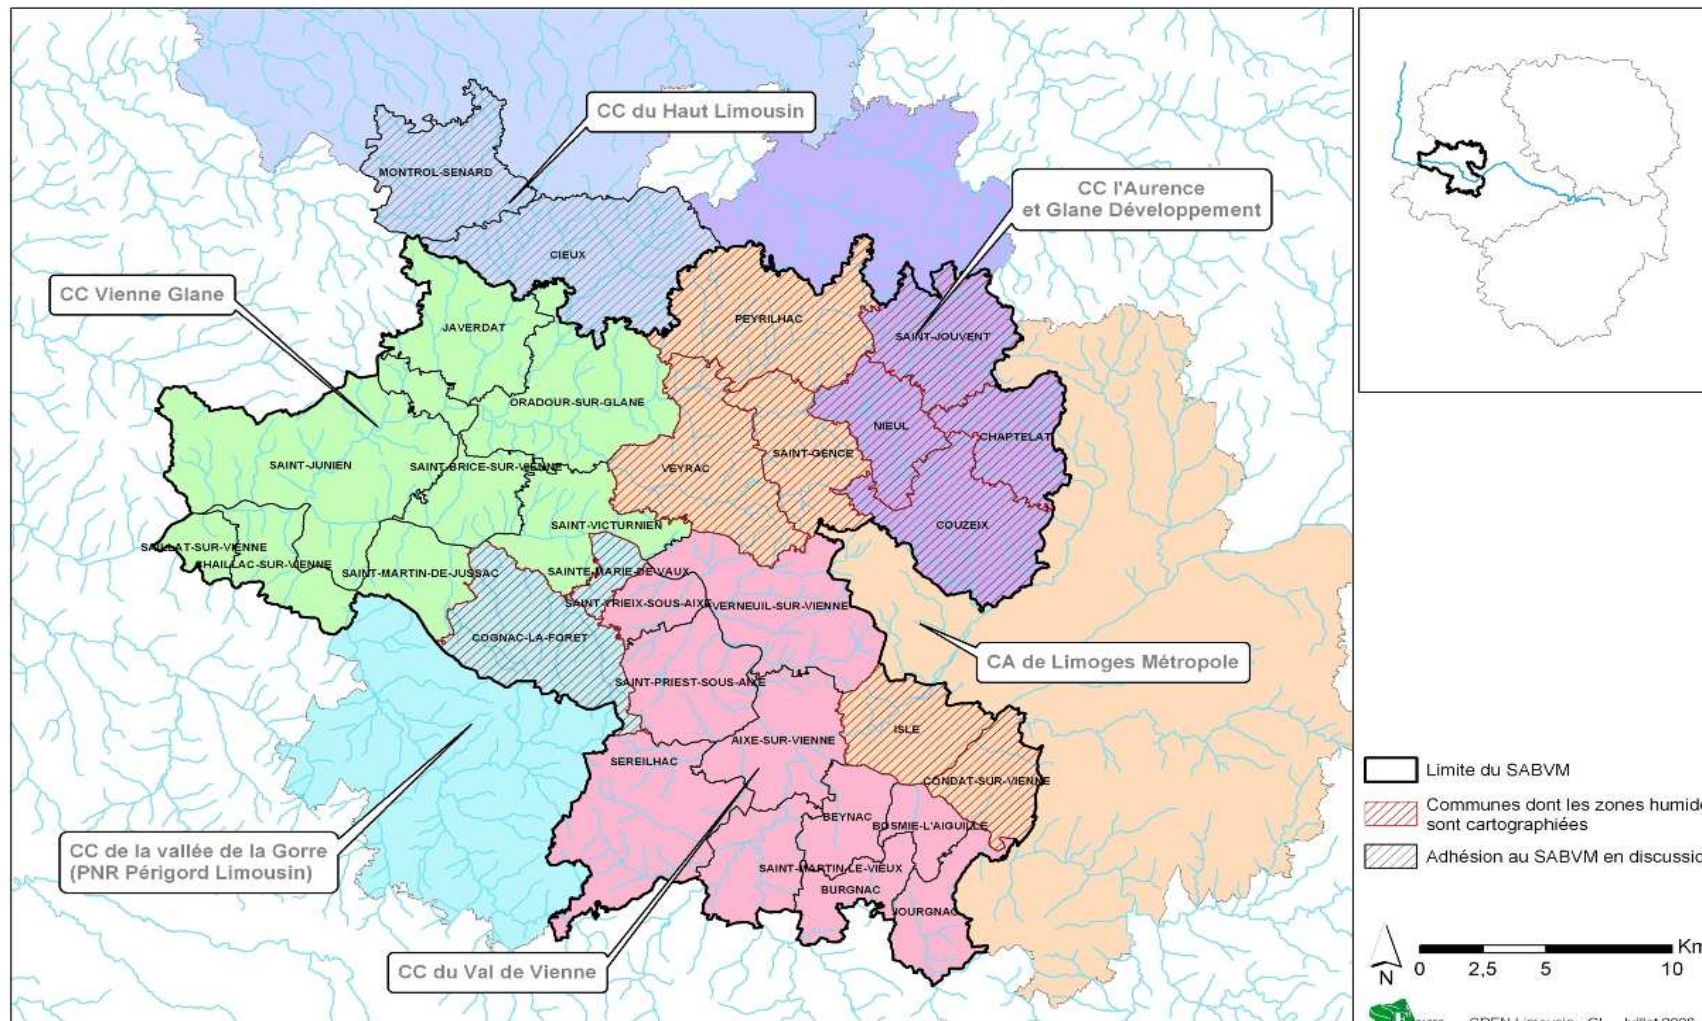 CC du Haut Limousin
MONTROL-SENARD
CC l'Aurence
et Glane Développement
CIEUX
CC Vienne Glane
JAVERDAT
PEYRILHAC
SAINT-JOUVENT
ORADOUR-SUR-GLANE
NIEUL
CHAPTELAT
SAINT-GENCE
SAINT-JUNIEN
SAINT-BRICE-SUR-VIENNE
VEYRAC
SAINT-VICTURNIEN
COUZEIX
SAILLAT-SUR-VIENNE
CHAILLAC-SUR-VIENNE
SAINT-MARTIN-DE-JUSSAC
SAINTE-MARIE-DE-VAUX
SAINT-YRIEIX-SOUS-AIXE
VERNEUIL-SUR-VIENNE
COGNAC-LA-FORET
CA de Limoges Métropole
SAINT-PRIEST-SOUS-AIXE
ISLE
AIXE-SUR-VIENNE
SEREILHAC
CONDAT-SUR-VIENNE
BEYNAC
BOSMIE-L'AIGUILLE
CC de la vallée de la Gorre
(PNR Périgord Limousin)
SAINT-MARTIN-LE-VIEUX
BURGNAC
JOURGNAC
CC du Val de Vienne
Limite du SABVM
Communes dont les zones humide
sont cartographiées
Adhésion au SABVM en discussio
Km
N
0 2,5 5 10
CREN Limousin